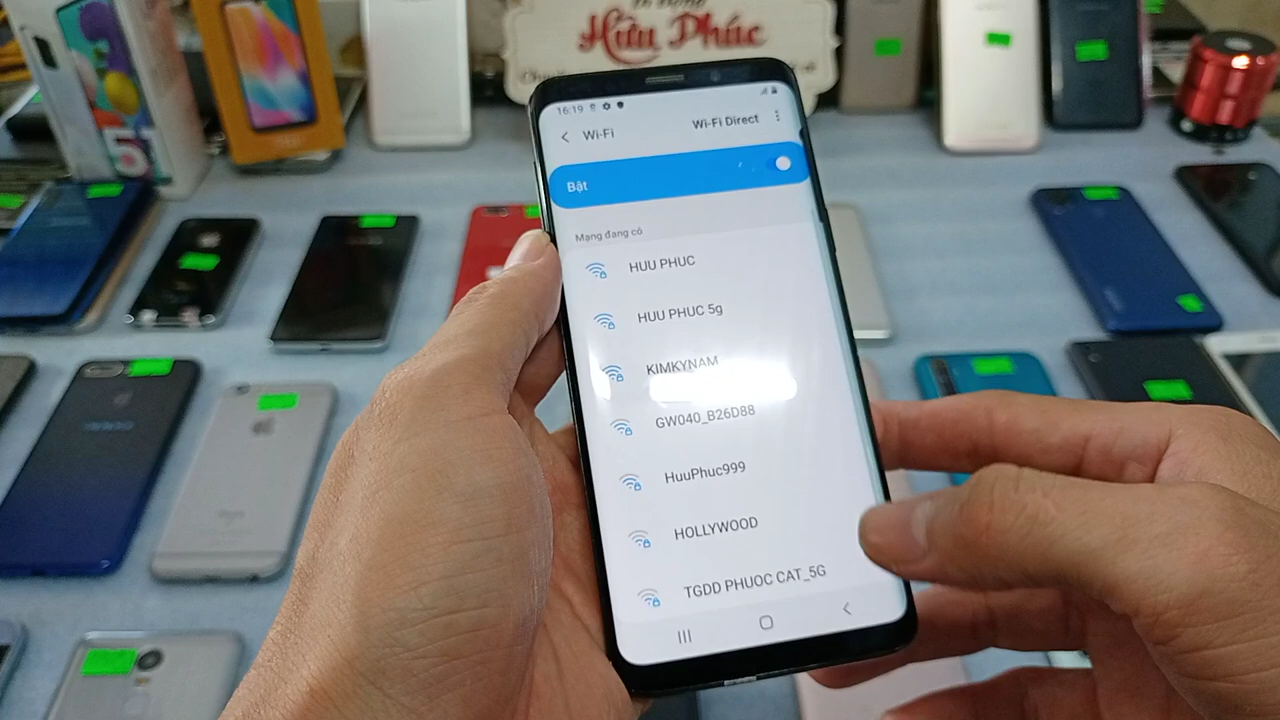 Hữu Phúc
16:19
Wi-Fi
Wi-Fi Direct
Bật
Mạng đang có
HUU PHUC
HUU PHUC 5g
KIMKYNAM
GW040_B26D88
HuuPhuc999
HOLLYWOOD
TGDD PHUOC CAT_5G